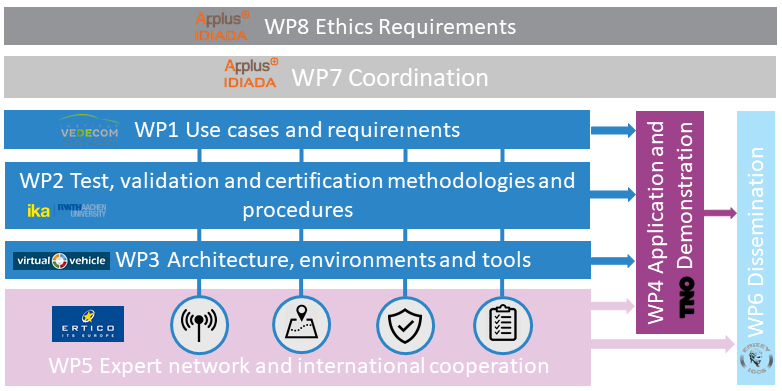 Applus+
IDIADA
WP8 Ethics Requirements
Applus+
IDIADA
WP7 Coordination
VEDECOM
WP1 Use cases and requirements
WP2 Test, validation and certification methodologies and
procedures
ika
RWTH AACHEN
UNIVERSITY
virtual vehicle
WP3 Architecture, environments and tools
ERTICO
ITS EUROPE
WP5 Expert network and international cooperation
WP4 Application and
Demonstration
TNO
WP6 Dissemination